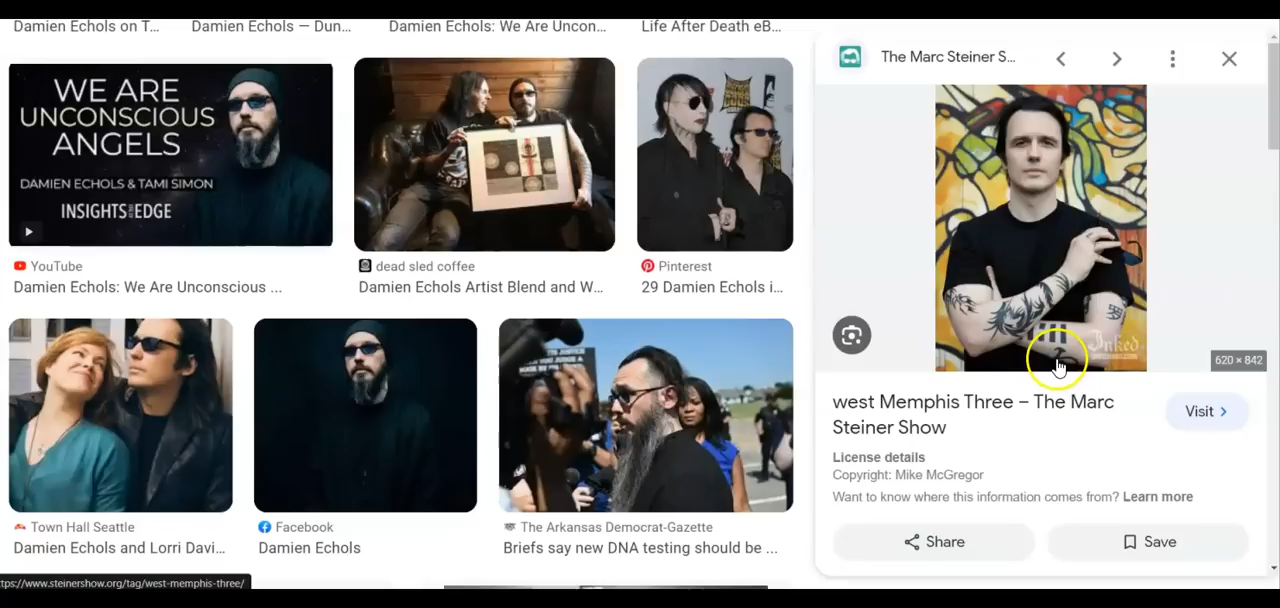 Damien Echols on T...
Damien Echols — Dun...
Damien Echols: We Are Uncon...
Life After Death eB...
The Marc Steiner S...
WE ARE
UNCONSCIOUS
ANGELS
DAMIEN ECHOLS & TAMI SIMON
INSIGHTS AT THE EDGE
YouTube
Damien Echols: We Are Unconscious ...
dead sled coffee
Damien Echols Artist Blend and W...
Pinterest
29 Damien Echols i...
Inked
620 × 842
west Memphis Three – The Marc
Steiner Show
Visit
License details
Copyright: Mike McGregor
Want to know where this information comes from? Learn more
Share
Save
Town Hall Seattle
Damien Echols and Lorri Davi...
Facebook
Damien Echols
The Arkansas Democrat-Gazette
Briefs say new DNA testing should be ...
ttps://www.steinershow.org/tag/west-memphis-three/